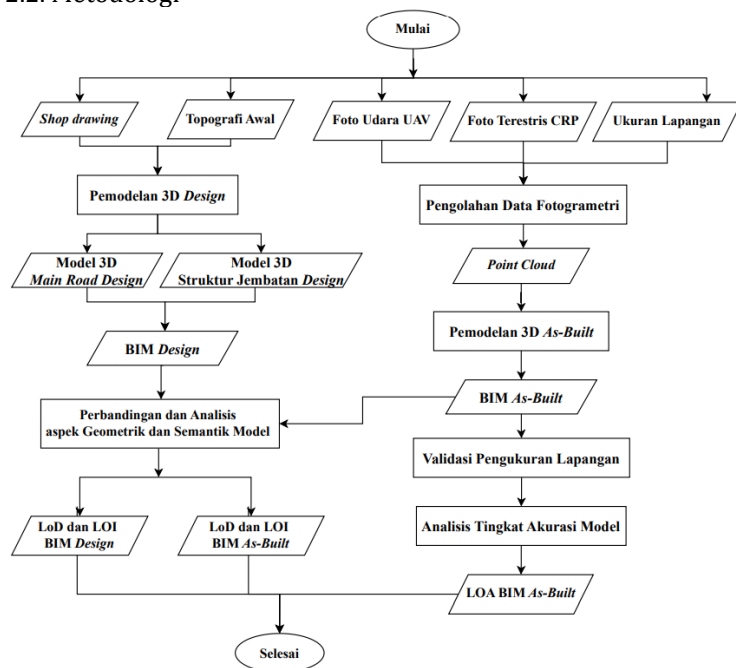 2.2. Metodologi
Mulai
Shop drawing
Topografi Awal
Foto Udara UAV
Foto Terestris CRP
Ukuran Lapangan
Pemodelan 3D Design
Pengolahan Data Fotogrametri
Model 3D
Main Road Design
Model 3D
Struktur Jembatan Design
Point Cloud
BIM Design
Pemodelan 3D As-Built
Perbandingan dan Analisis
aspek Geometrik dan Semantik Model
BIM As-Built
Validasi Pengukuran Lapangan
LoD dan LOI
BIM Design
LoD dan LOI
BIM As-Built
Analisis Tingkat Akurasi Model
LOA BIM As-Built
Selesai